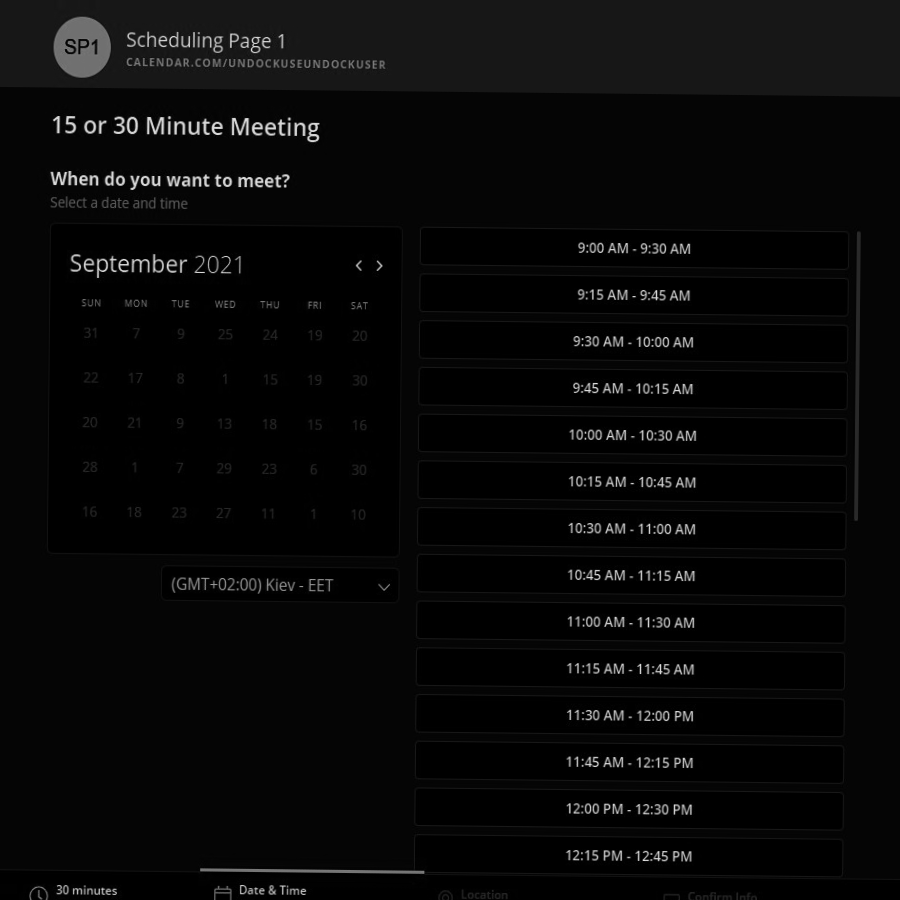 SP1
Scheduling Page 1
CALENDAR.COM/UNDOCKUSEUNDOCKUSER
15 or 30 Minute Meeting
When do you want to meet?
Select a date and time
September 2021
SUN MON TUE WED THU FRI SAT
31 7 9 25 24 19 20
22 17 8 1 15 19 30
20 21 9 13 18 15 16
28 1 7 29 23 6 30
16 18 23 27 11 1 10
(GMT+02:00) Kiev - EET
9:00 AM - 9:30 AM
9:15 AM - 9:45 AM
9:30 AM - 10:00 AM
9:45 AM - 10:15 AM
10:00 AM - 10:30 AM
10:15 AM - 10:45 AM
10:30 AM - 11:00 AM
10:45 AM - 11:15 AM
11:00 AM - 11:30 AM
11:15 AM - 11:45 AM
11:30 AM - 12:00 PM
11:45 AM - 12:15 PM
12:00 PM - 12:30 PM
12:15 PM - 12:45 PM
30 minutes
Date & Time
Location
Confirm Info